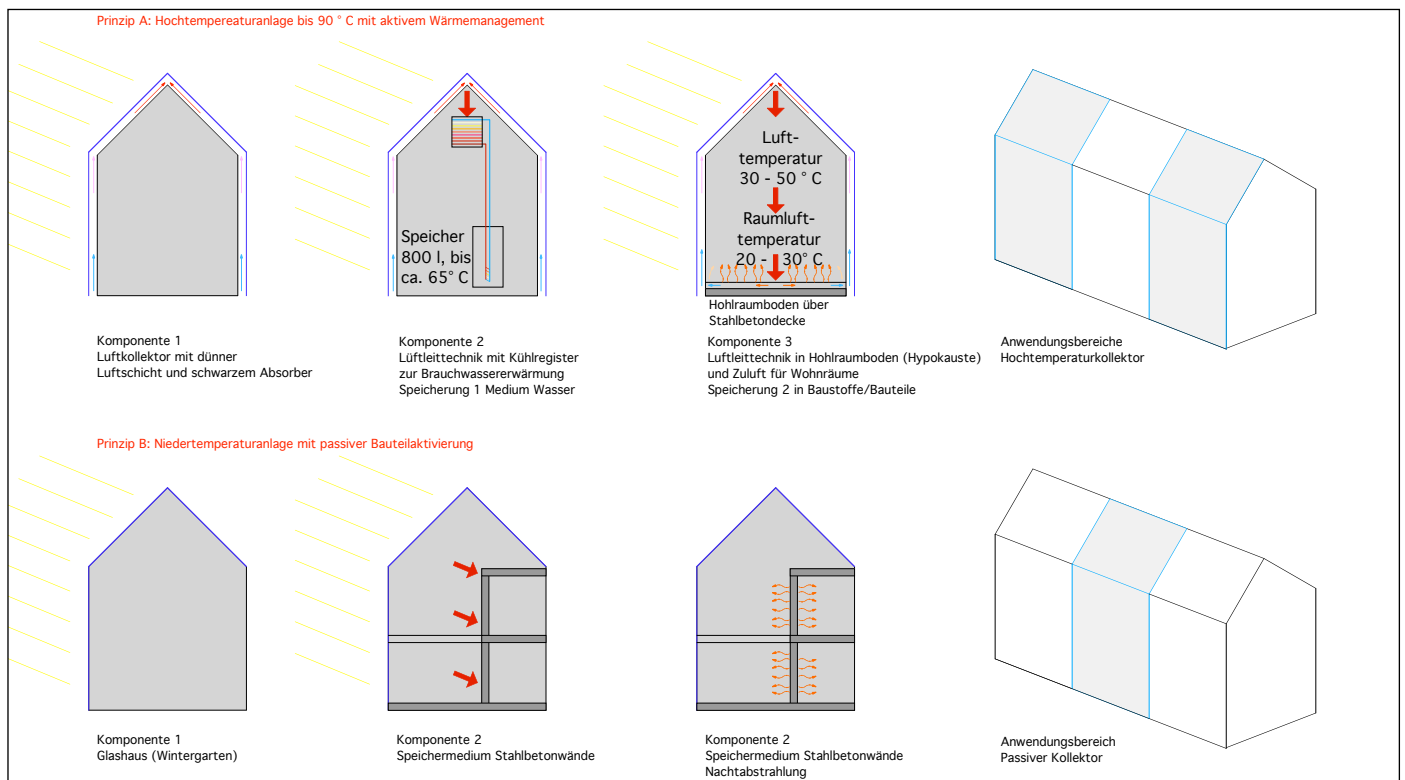 Prinzip A: Hochtempereaturanlage bis 90 ° C mit aktivem Wärmemanagement
Speicher
800 l, bis
ca. 65° C
Luft-
temperatur
30 - 50 ° C
Raumluft-
temperatur
20 - 30° C
Hohlraumboden über
Stahlbetondecke
Komponente 1
Luftkollektor mit dünner
Luftschicht und schwarzem Absorber
Komponente 2
Lüftleittechnik mit Kühlregister
zur Brauchwassererwärmung
Speicherung 1 Medium Wasser
Komponente 3
Luftleittechnik in Hohlraumboden (Hypokauste)
und Zuluft für Wohnräume
Speicherung 2 in Baustoffe/Bauteile
Anwendungsbereiche
Hochtemperaturkollektor
Prinzip B: Niedertemperaturanlage mit passiver Bauteilaktivierung
Komponente 1
Glashaus (Wintergarten)
Komponente 2
Speichermedium Stahlbetonwände
Komponente 2
Speichermedium Stahlbetonwände
Nachtabstrahlung
Anwendungsbereich
Passiver Kollektor